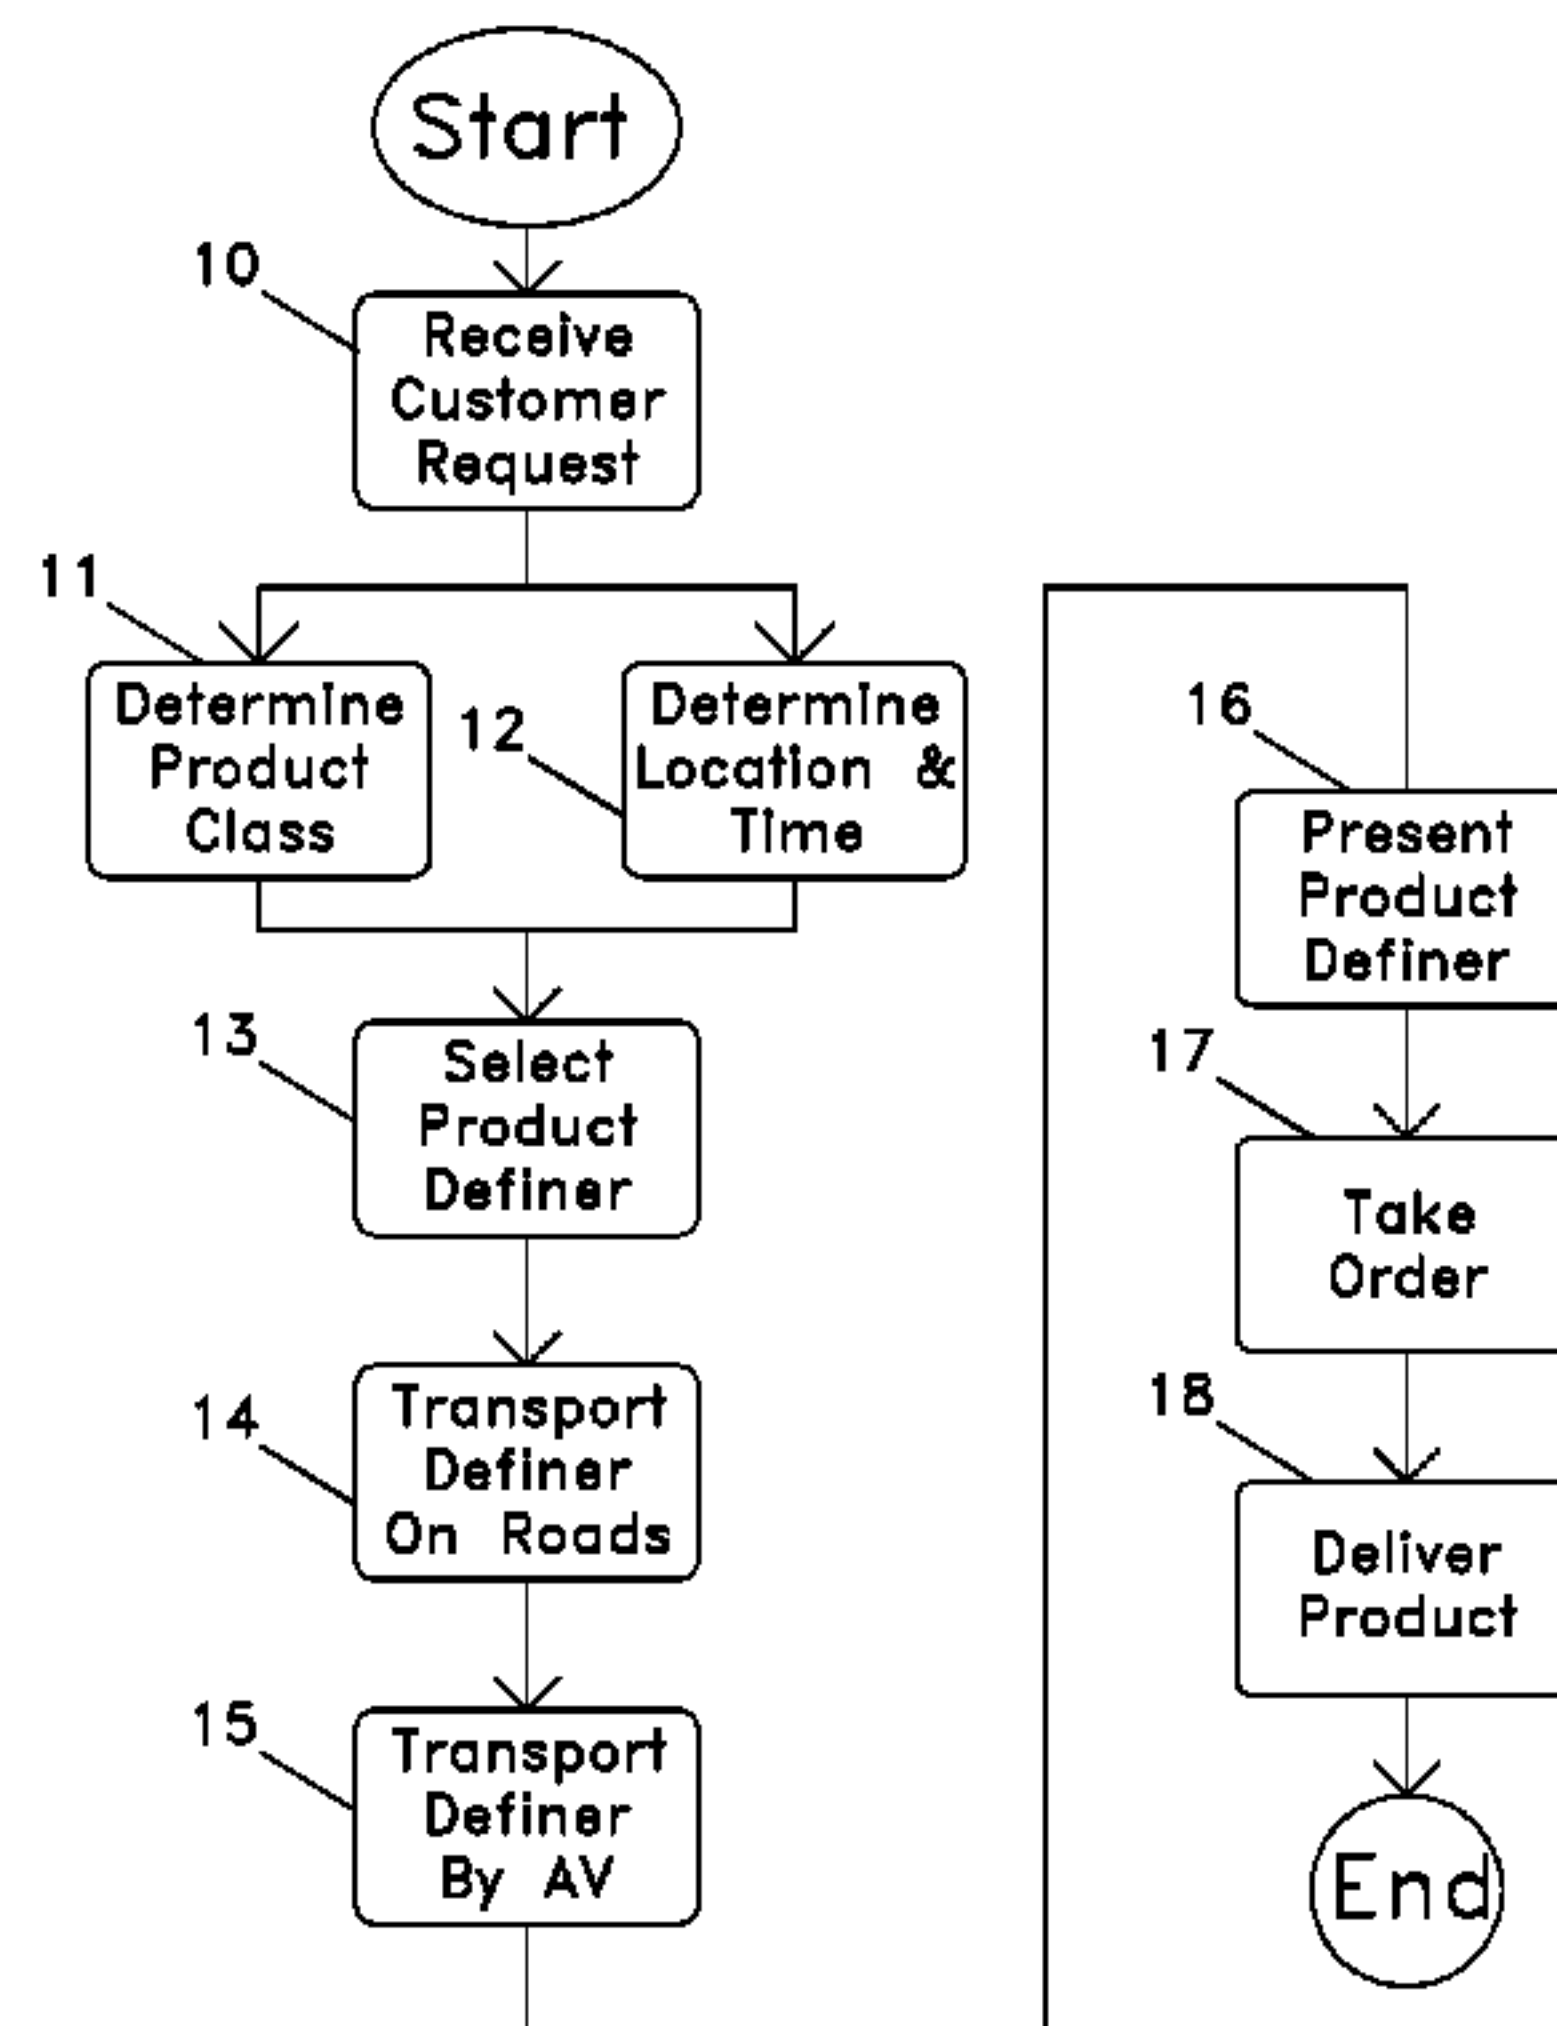 Start
10
Receive
Customer
Request
11
Determine
Product
Class
12
Determine
Location &
Time
13
Select
Product
Definer
14
Transport
Definer
On Roads
15
Transport
Definer
By AV
16
Present
Product
Definer
17
Take
Order
18
Deliver
Product
End